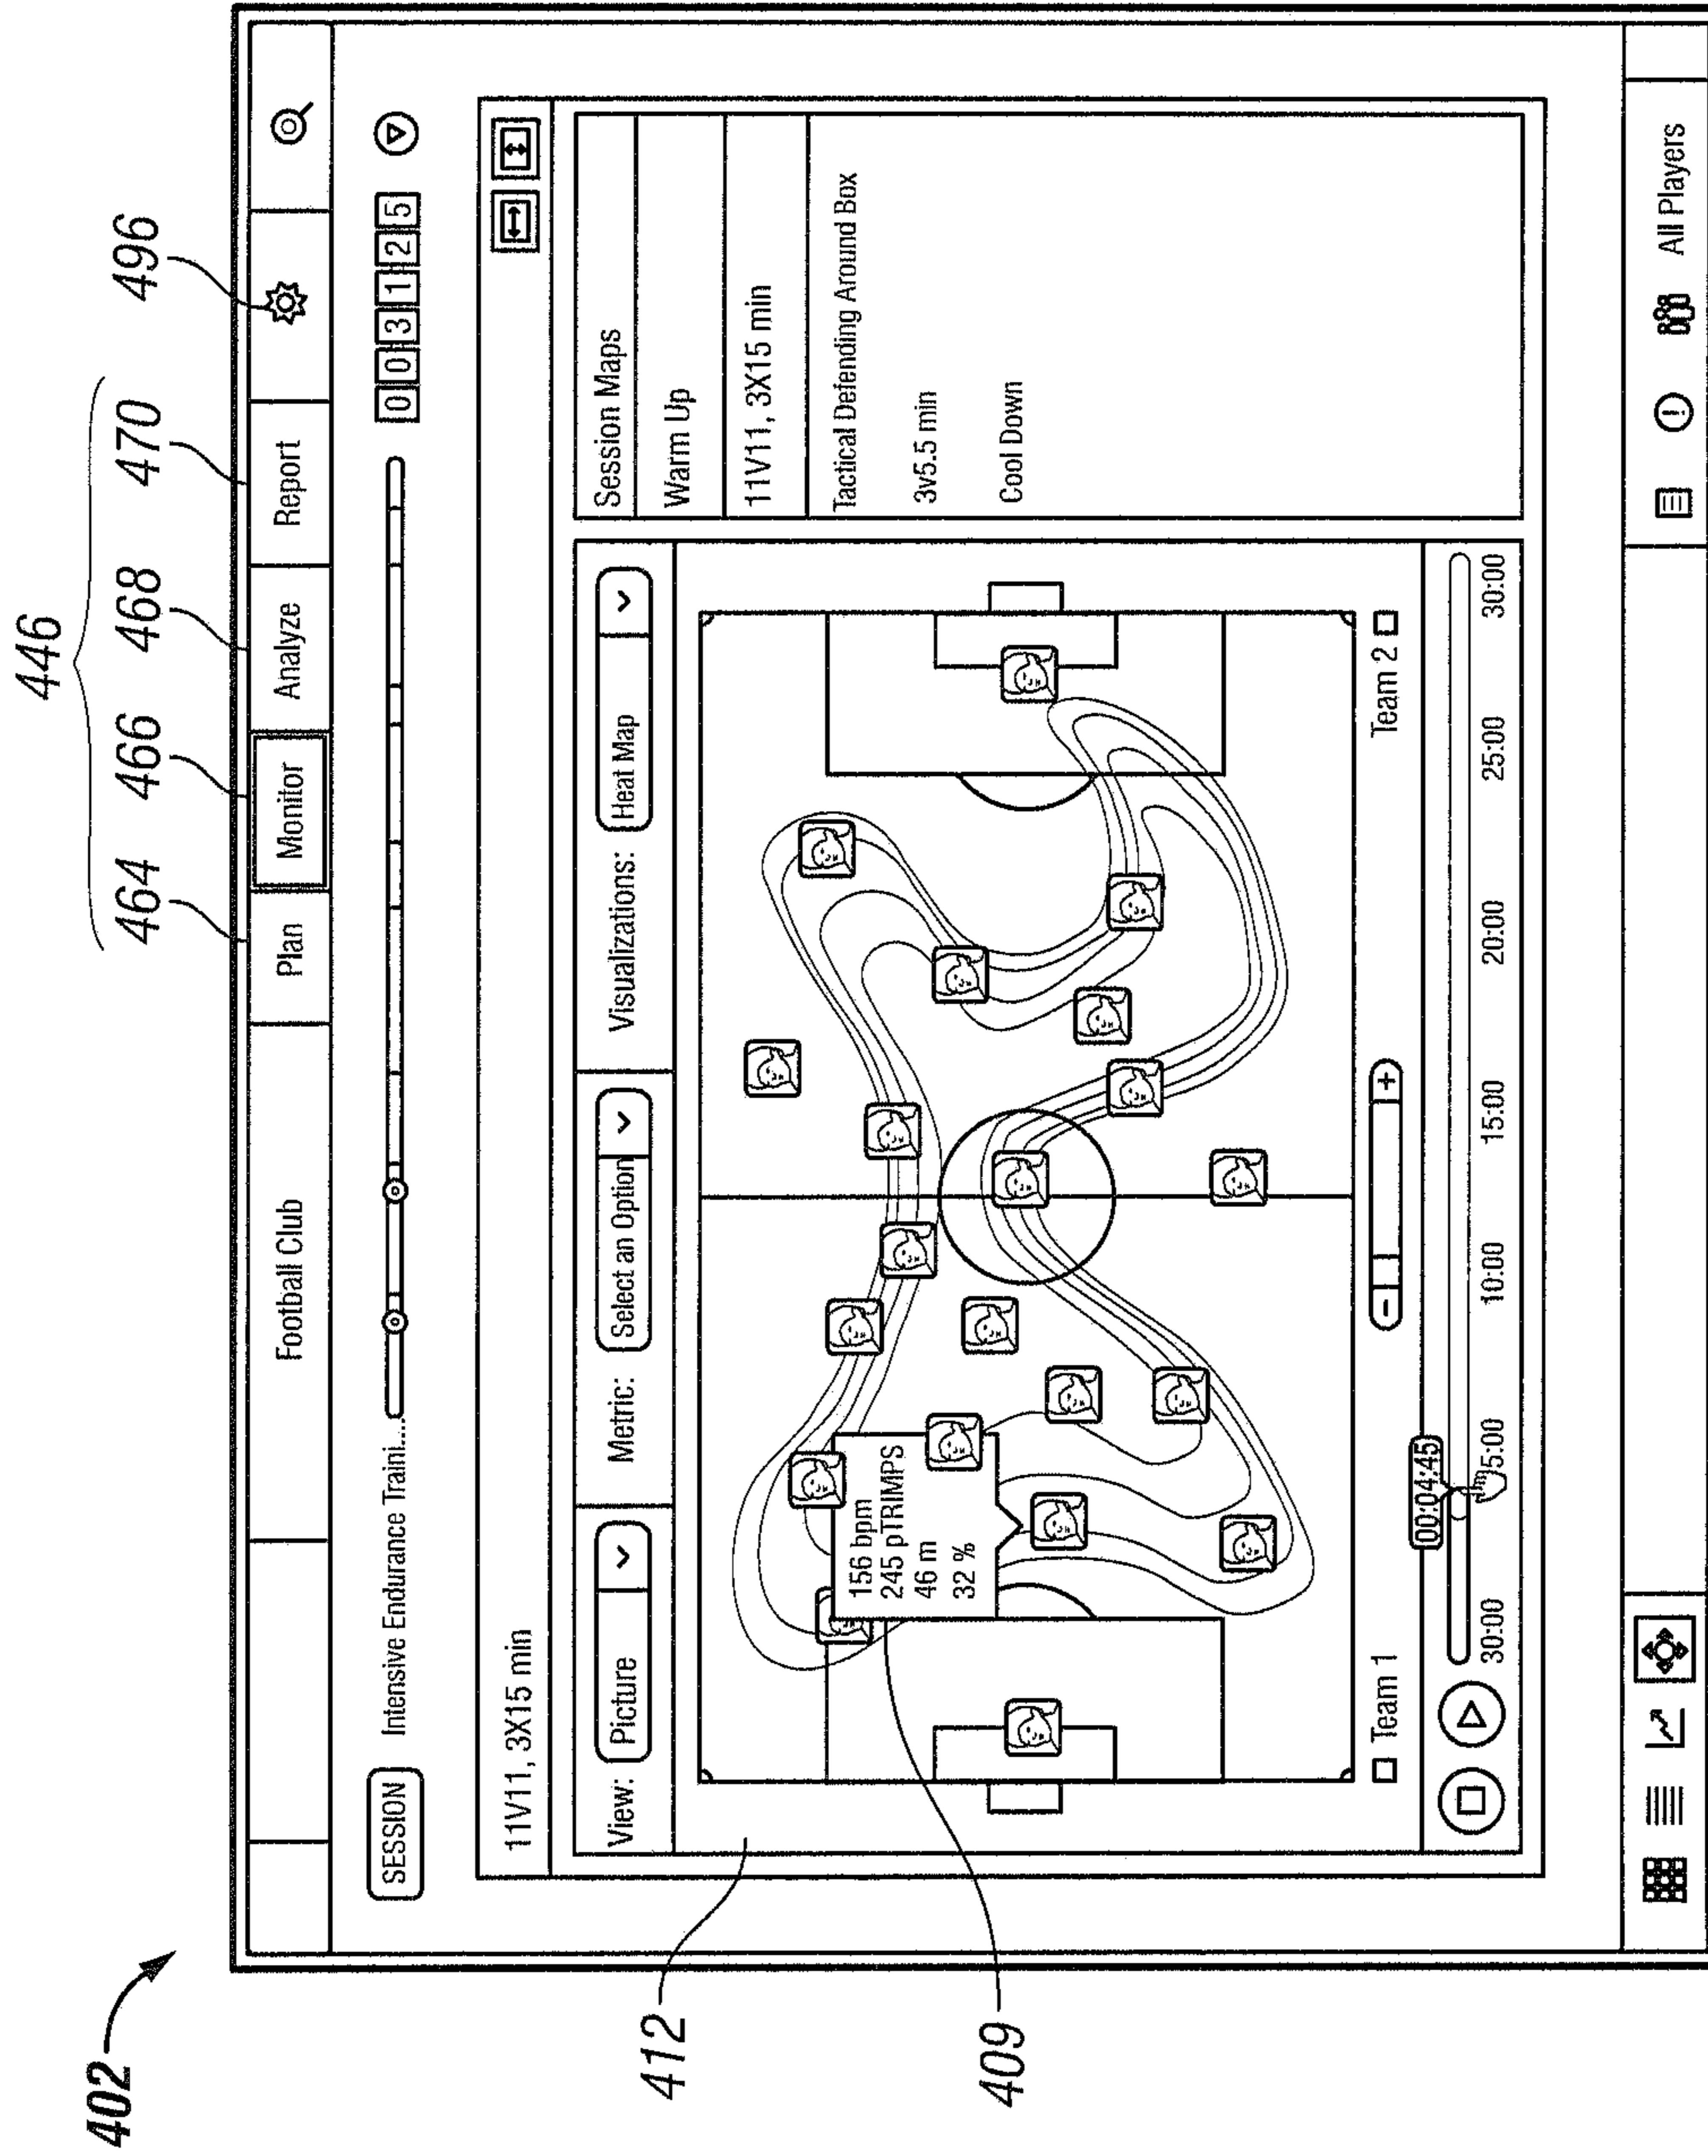 402
446
464 466 468 470 496
Football Club Plan Monitor Analyze Report
SESSION Intensive Endurance Traini... 0 0 3 1 2 5
11V11, 3X15 min
View: Picture Metric: Select an Option Visualizations: Heat Map
Session Maps
Warm Up
11V11, 3X15 min
Tactical Defending Around Box
3v5.5 min
Cool Down
412
156 bpm
245 pTRIMPS
46 m
32 %
409
Team 1 - + Team 2
00:04:45
30:00 5:00 10:00 15:00 20:00 25:00 30:00
All Players